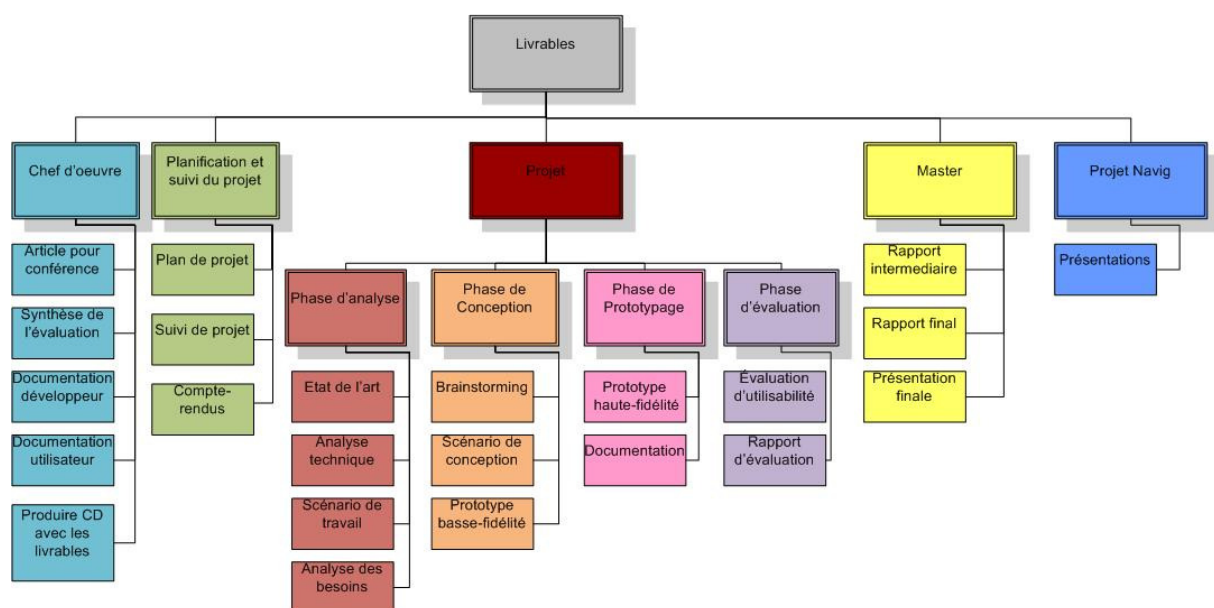 Livrables
Chef d'oeuvre
Planification et
suivi du projet
Projet
Master
Projet Navig
Article pour
conférence
Synthèse de
l'évaluation
Documentation
développeur
Documentation
utilisateur
Produire CD
avec les
livrables
Plan de projet
Suivi de projet
Compte-
rendus
Phase d'analyse
Etat de l'art
Analyse
technique
Scénario de
travail
Analyse des
besoins
Phase de
Conception
Brainstorming
Scénario de
conception
Prototype
basse-fidélité
Phase de
Prototypage
Prototype
haute-fidélité
Documentation
Phase
d'évaluation
Évaluation
d'utilisabilité
Rapport
d'évaluation
Rapport
intermediaire
Rapport final
Présentation
finale
Présentations